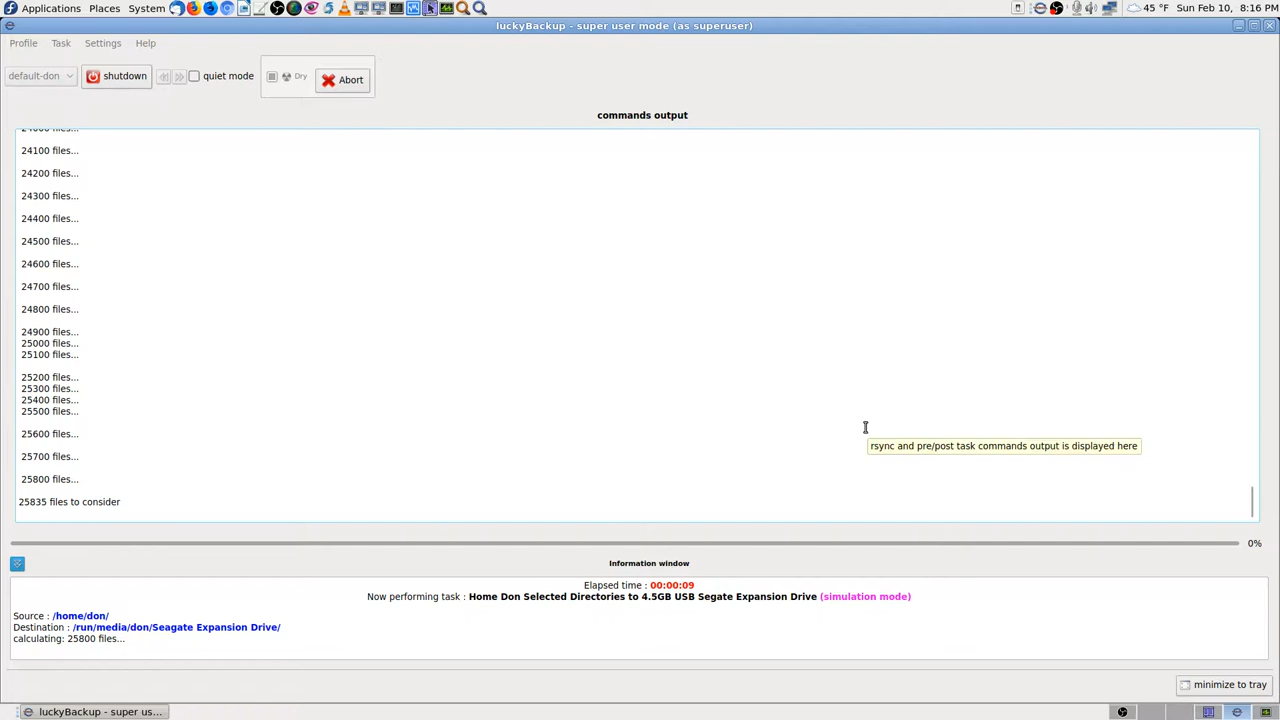 Applications Places System
45 °F Sun Feb 10, 8:16 PM
luckyBackup - super user mode (as superuser)
Profile Task Settings Help
default-don shutdown quiet mode Dry Abort
commands output
24000 files...
24100 files...
24200 files...
24300 files...
24400 files...
24500 files...
24600 files...
24700 files...
24800 files...
24900 files...
25000 files...
25100 files...
25200 files...
25300 files...
25400 files...
25500 files...
25600 files...
25700 files...
25800 files...
25835 files to consider
rsync and pre/post task commands output is displayed here
0%
Information window
Elapsed time : 00:00:09
Now performing task : Home Don Selected Directories to 4.5GB USB Segate Expansion Drive (simulation mode)
Source : /home/don/
Destination : /run/media/don/Seagate Expansion Drive/
calculating: 25800 files...
minimize to tray
luckyBackup - super us...